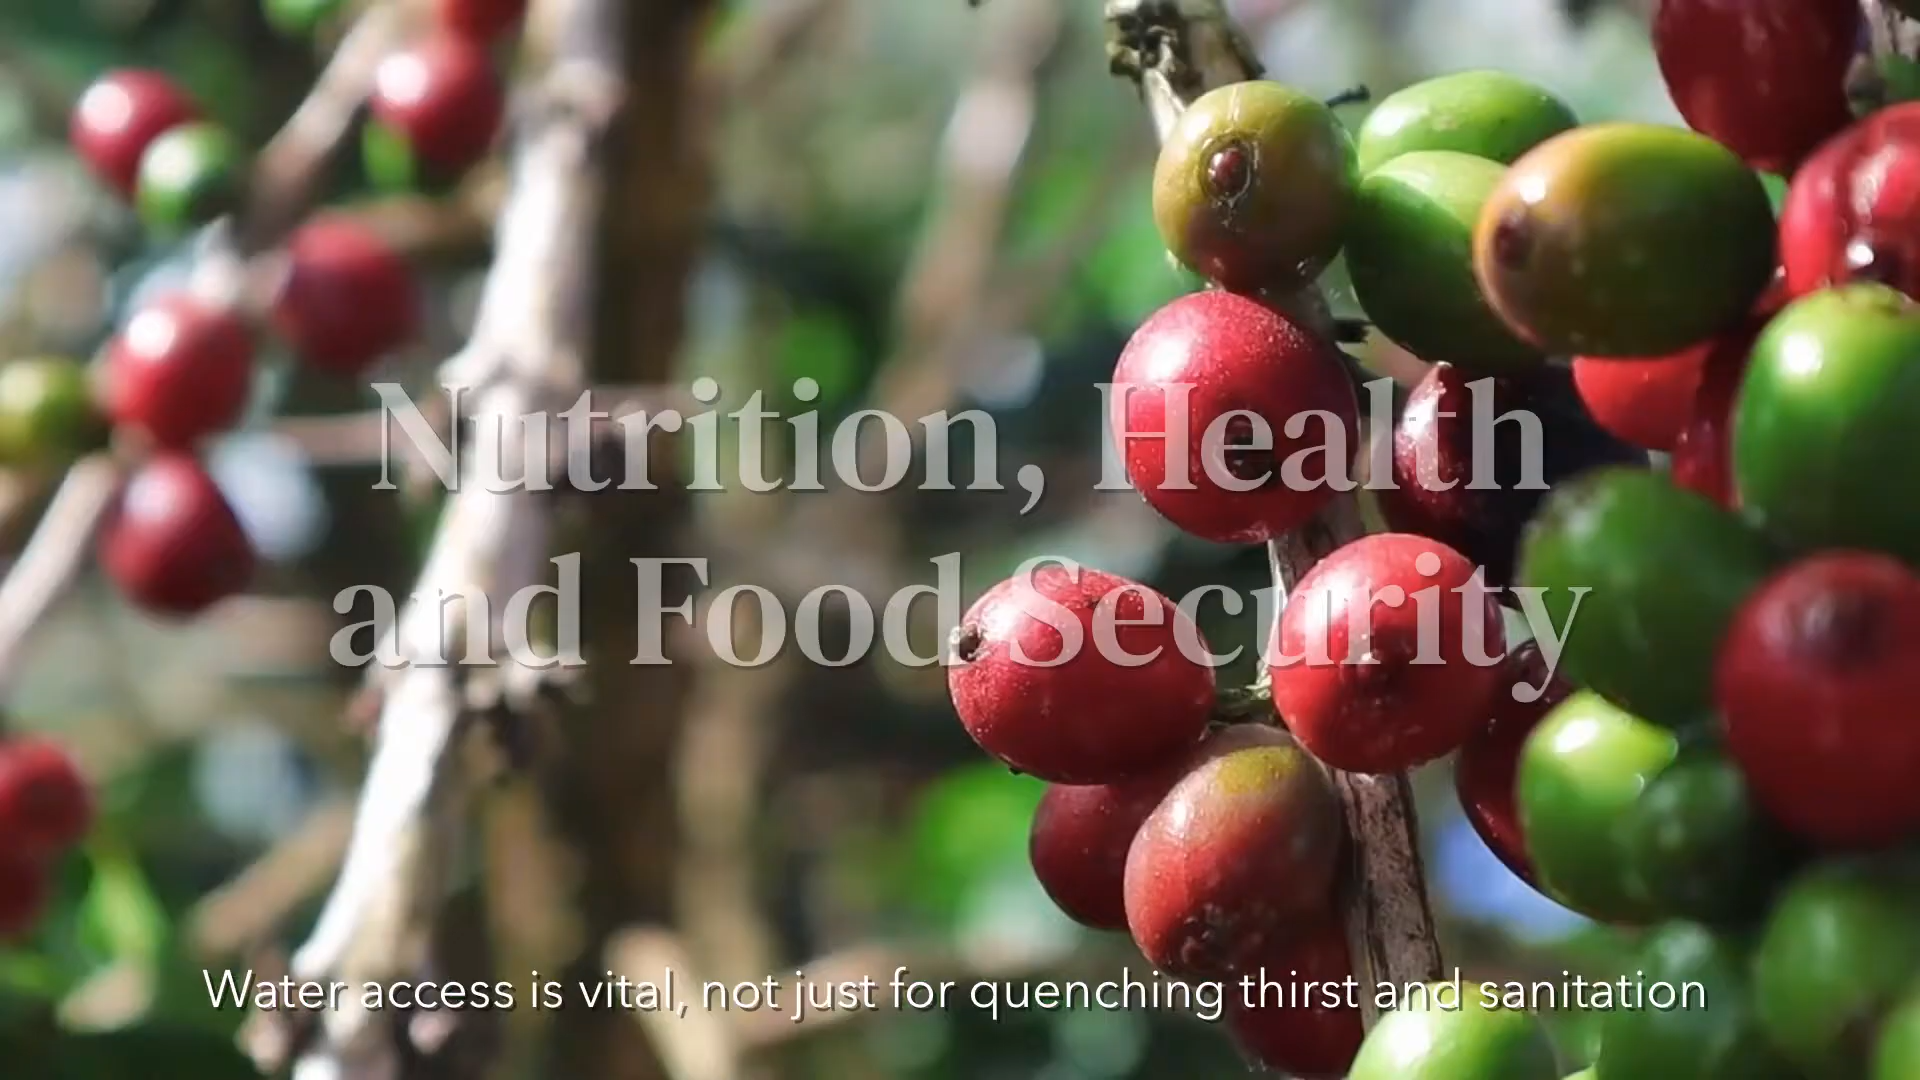 Nutrition, Health
and Food Security
Water access is vital, not just for quenching thirst and sanitation